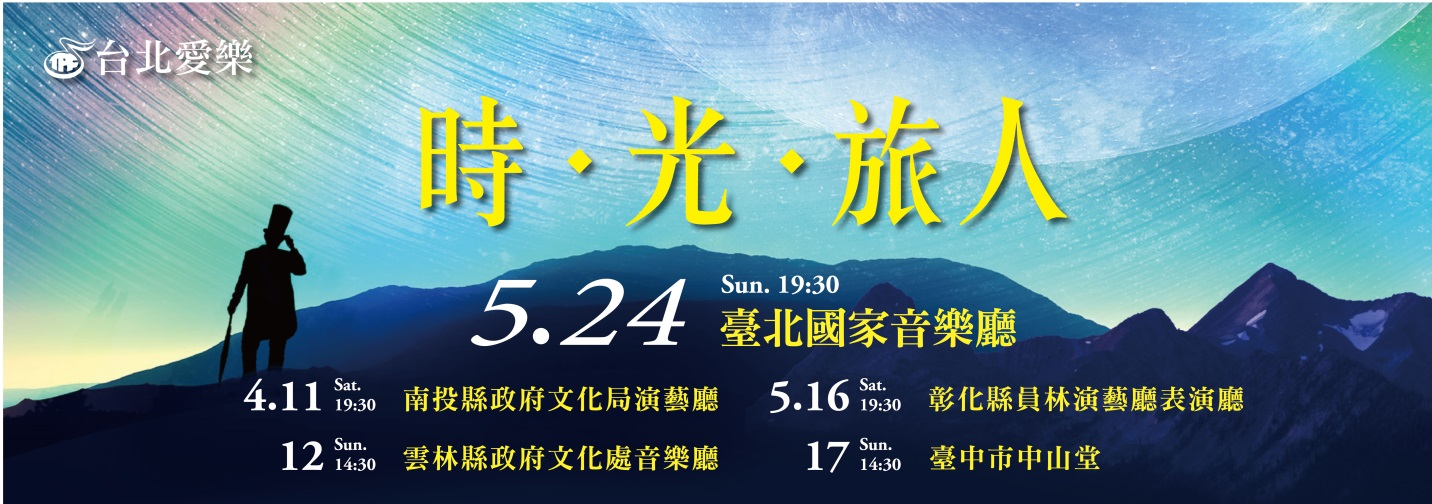 台北愛樂
時·光·旅人
5.24 Sun. 19:30
臺北國家音樂廳
4.11 Sat. 19:30 南投縣政府文化局演藝廳
12 Sun. 14:30 雲林縣政府文化處音樂廳
5.16 Sat. 19:30 彰化縣員林演藝廳表演廳
17 Sun. 14:30 臺中市中山堂